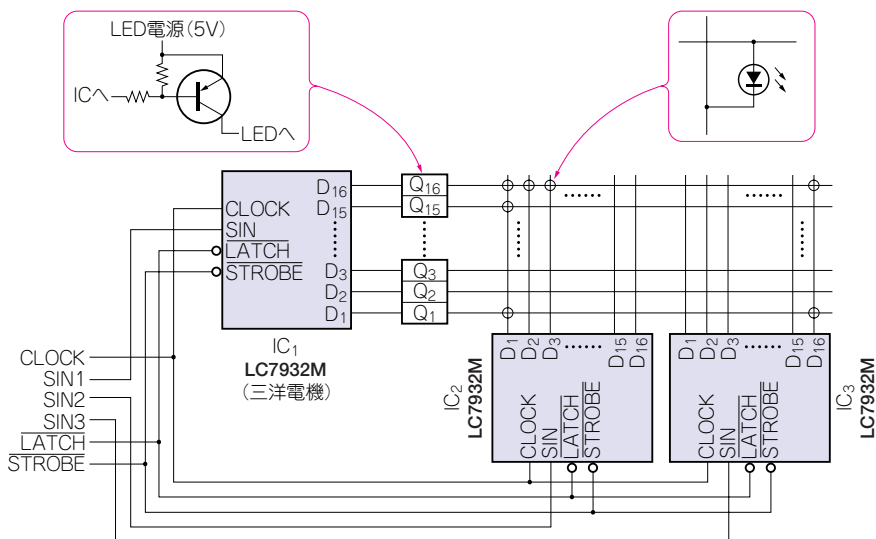 LED電源(5V)
ICへ
LEDへ
D16
D15
D3
D2
D1
CLOCK
SIN
LATCH
STROBE
IC1
LC7932M
(三洋電機)
Q16
Q15
Q3
Q2
Q1
CLOCK
SIN1
SIN2
SIN3
LATCH
STROBE
D1
D2
D3
D15
D16
CLOCK
SIN
LATCH
STROBE
IC2
LC7932M
D1
D2
D3
D15
D16
CLOCK
SIN
LATCH
STROBE
IC3
LC7932M